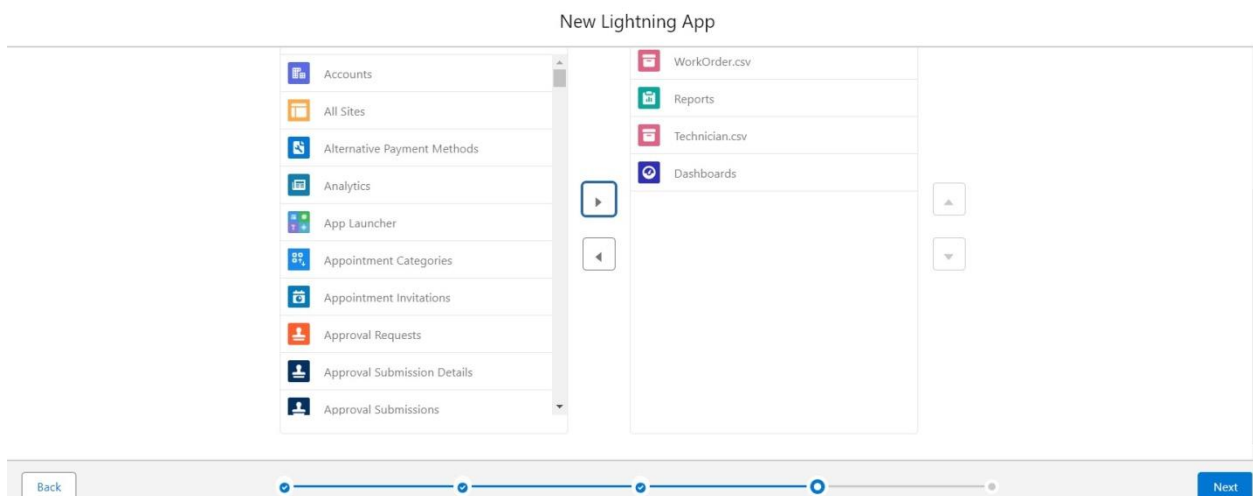 New Lightning App
Accounts
All Sites
Alternative Payment Methods
Analytics
App Launcher
Appointment Categories
Appointment Invitations
Approval Requests
Approval Submission Details
Approval Submissions
WorkOrder.csv
Reports
Technician.csv
Dashboards
Back
Next